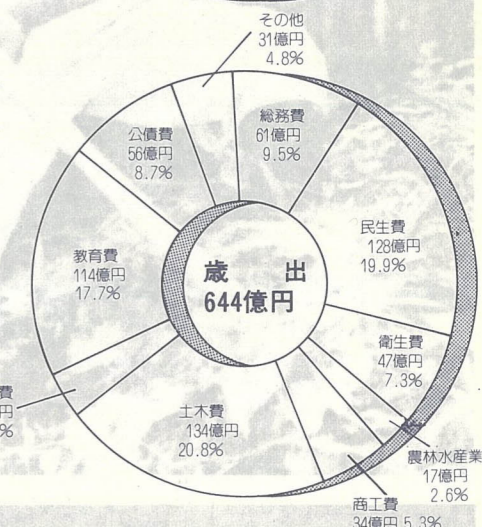 その他
31億円
4.8%
総務費
61億円
9.5%
民生費
128億円
19.9%
衛生費
47億円
7.3%
農林水産業
17億円
2.6%
商工費
34億円 5.3%
土木費
134億円
20.8%
費
円
%
教育費
114億円
17.7%
公債費
56億円
8.7%
歳 出
644億円